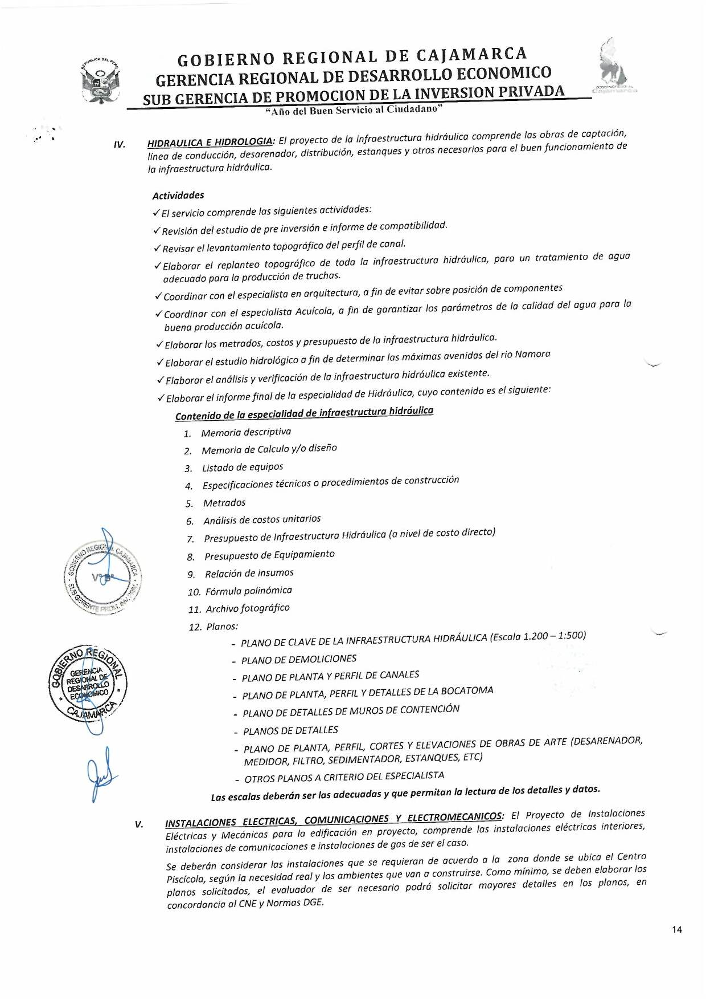 REPUBLICA DEL PERU
GOBIERNO REGIONAL DE CAJAMARCA
GERENCIA REGIONAL DE DESARROLLO ECONOMICO
SUB GERENCIA DE PROMOCION DE LA INVERSION PRIVADA
“Año del Buen Servicio al Ciudadano”
Cajamarca
IV. HIDRAULICA E HIDROLOGIA: El proyecto de la infraestructura hidráulica comprende las obras de captación,
línea de conducción, desarenador, distribución, estanques y otros necesarios para el buen funcionamiento de
la infraestructura hidráulica.
Actividades
✓ El servicio comprende las siguientes actividades:
✓ Revisión del estudio de pre inversión e informe de compatibilidad.
✓ Revisar el levantamiento topográfico del perfil de canal.
✓ Elaborar el replanteo topográfico de toda la infraestructura hidráulica, para un tratamiento de agua
adecuado para la producción de truchas.
✓ Coordinar con el especialista en arquitectura, a fin de evitar sobre posición de componentes
✓ Coordinar con el especialista Acuícola, a fin de garantizar los parámetros de la calidad del agua para la
buena producción acuícola.
✓ Elaborar los metrados, costos y presupuesto de la infraestructura hidráulica.
✓ Elaborar el estudio hidrológico a fin de determinar las máximas avenidas del rio Namora
✓ Elaborar el análisis y verificación de la infraestructura hidráulica existente.
✓ Elaborar el informe final de la especialidad de Hidráulica, cuyo contenido es el siguiente:
Contenido de la especialidad de infraestructura hidráulica
1. Memoria descriptiva
2. Memoria de Calculo y/o diseño
3. Listado de equipos
4. Especificaciones técnicas o procedimientos de construcción
5. Metrados
6. Análisis de costos unitarios
7. Presupuesto de Infraestructura Hidráulica (a nivel de costo directo)
8. Presupuesto de Equipamiento
9. Relación de insumos
10. Fórmula polinómica
11. Archivo fotográfico
12. Planos:
- PLANO DE CLAVE DE LA INFRAESTRUCTURA HIDRÁULICA (Escala 1.200 – 1:500)
- PLANO DE DEMOLICIONES
- PLANO DE PLANTA Y PERFIL DE CANALES
- PLANO DE PLANTA, PERFIL Y DETALLES DE LA BOCATOMA
- PLANO DE DETALLES DE MUROS DE CONTENCIÓN
- PLANOS DE DETALLES
- PLANO DE PLANTA, PERFIL, CORTES Y ELEVACIONES DE OBRAS DE ARTE (DESARENADOR,
MEDIDOR, FILTRO, SEDIMENTADOR, ESTANQUES, ETC)
- OTROS PLANOS A CRITERIO DEL ESPECIALISTA
Las escalas deberán ser las adecuadas y que permitan la lectura de los detalles y datos.
GOBIERNO REGIONAL CAJAMARCA
V°B°
SUB GERENTE PROM. INV. PRIV.
GOBIERNO REGIONAL
GERENCIA
REGIONAL DE
DESARROLLO
ECONOMICO
CAJAMARCA
V. INSTALACIONES ELECTRICAS, COMUNICACIONES Y ELECTROMECANICOS: El Proyecto de Instalaciones
Eléctricas y Mecánicas para la edificación en proyecto, comprende las instalaciones eléctricas interiores,
instalaciones de comunicaciones e instalaciones de gas de ser el caso.
Se deberán considerar las instalaciones que se requieran de acuerdo a la zona donde se ubica el Centro
Piscícola, según la necesidad real y los ambientes que van a construirse. Como mínimo, se deben elaborar los
planos solicitados, el evaluador de ser necesario podrá solicitar mayores detalles en los planos, en
concordancia al CNE y Normas DGE.
14